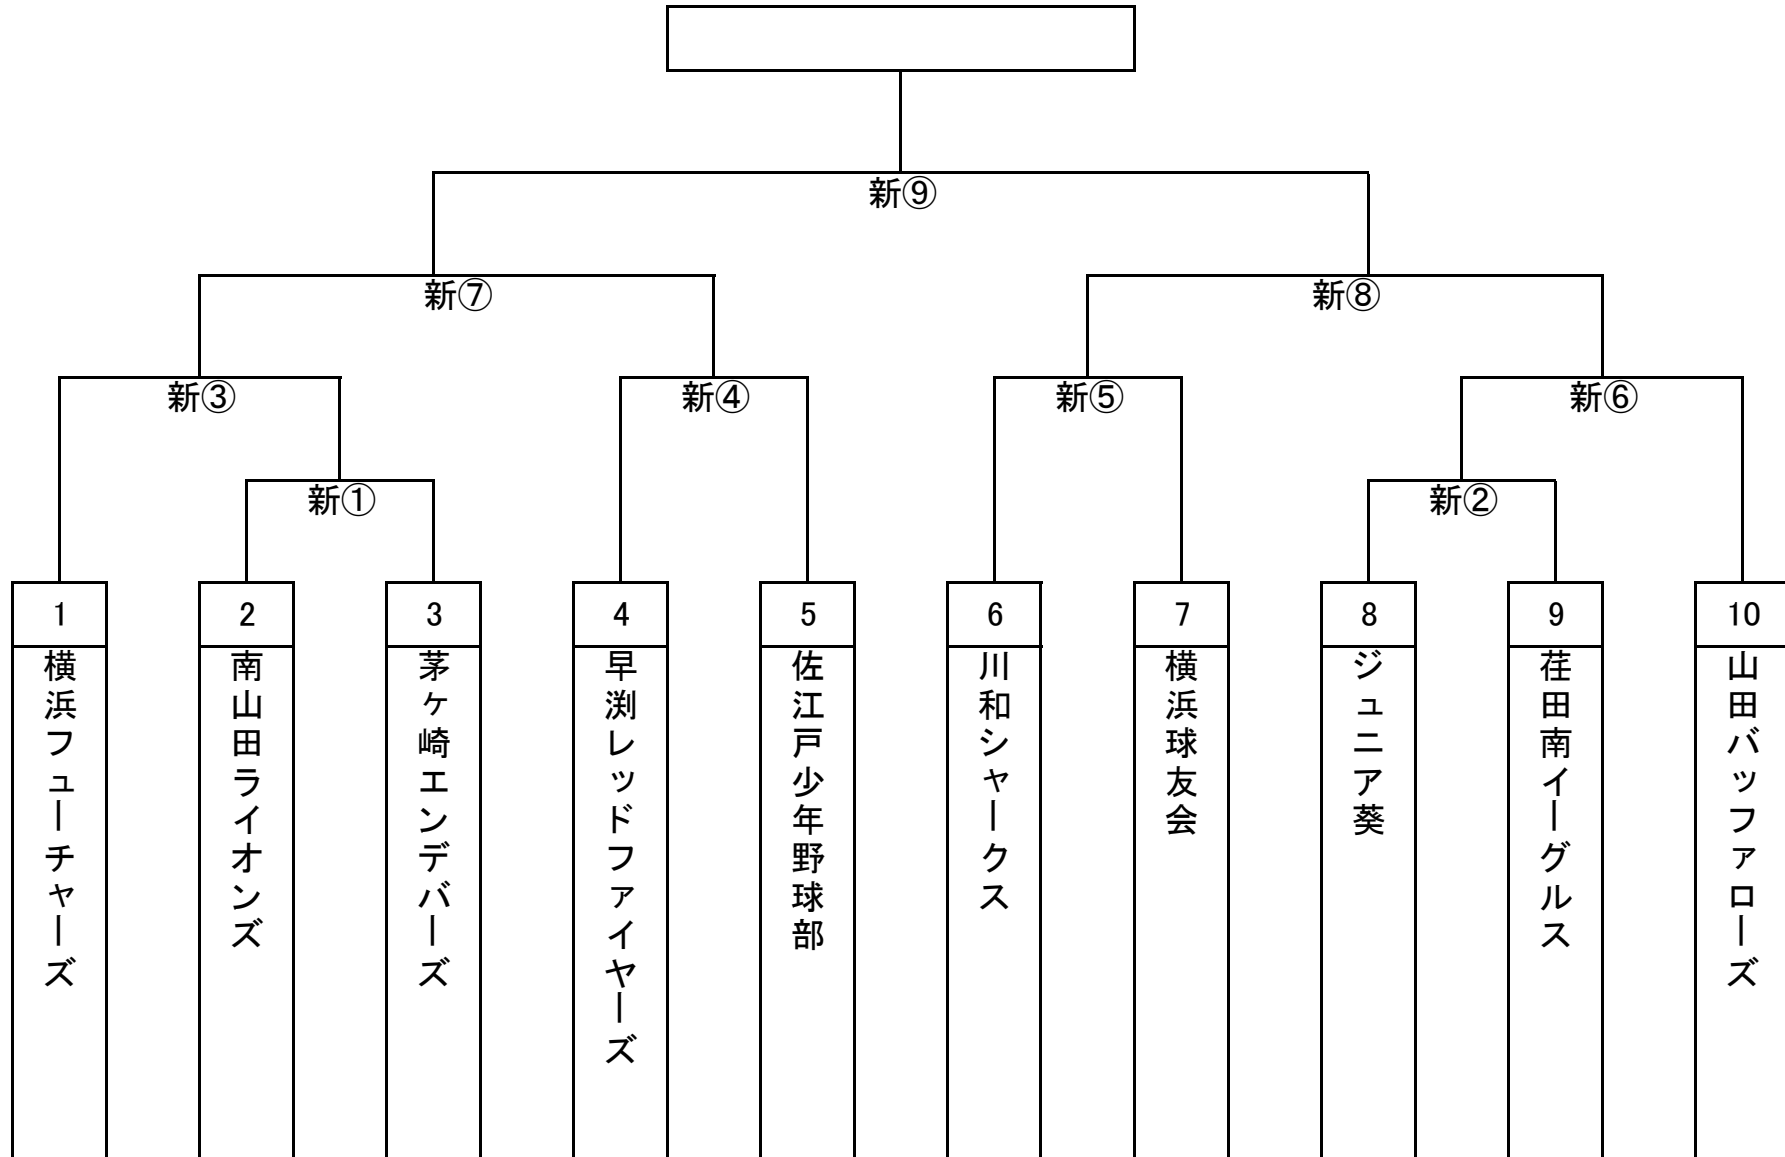 新⑨
新⑦
新⑧
新③
新④
新⑤
新⑥
新①
新②
1
2
3
4
5
6
7
8
9
10
横浜フューチャーズ
南山田ライオンズ
茅ヶ崎エンデバーズ
早渕レッドファイヤーズ
佐江戸少年野球部
川和シャークス
横浜球友会
ジュニア葵
荏田南イーグルス
山田バッファローズ